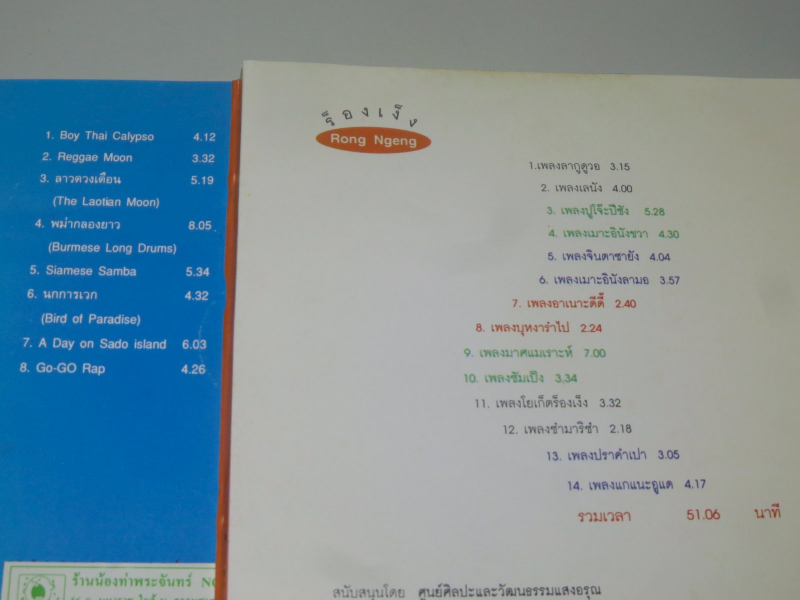 1. Boy Thai Calypso 4.12
2. Reggae Moon 3.32
3. ลาวดวงเดือน 5.19
(The Laotian Moon)
4. พม่ากลองยาว 8.05
(Burmese Long Drums)
5. Siamese Samba 5.34
6. นกการเวก 4.32
(Bird of Paradise)
7. A Day on Sado island 6.03
8. Go-GO Rap 4.26
ร้านน้องท่าพระจันทร์
ร็องเง็ง
Rong Ngeng
1.เพลงลากูดูวอ 3.15
2. เพลงเลนัง 4.00
3. เพลงปูโจ๊ะปีซัง 5.28
4. เพลงเมาะอินังชวา 4.30
5. เพลงจินตาซายัง 4.04
6. เพลงเมาะอินังลามอ 3.57
7. เพลงอาเนาะดีดี้ 2.40
8. เพลงบุหงารำไป 2.24
9. เพลงมาศแมเราะห์ 7.00
10. เพลงซัมเป็ง 3.34
11. เพลงโยเก็ตร็องเง็ง 3.32
12. เพลงซำมาริซำ 2.18
13. เพลงปราคำเปา 3.05
14. เพลงแกแนะอูแด 4.17
รวมเวลา 51.06 นาที
สนับสนุนโดย ศูนย์ศิลปะและวัฒนธรรมแสงอรุณ